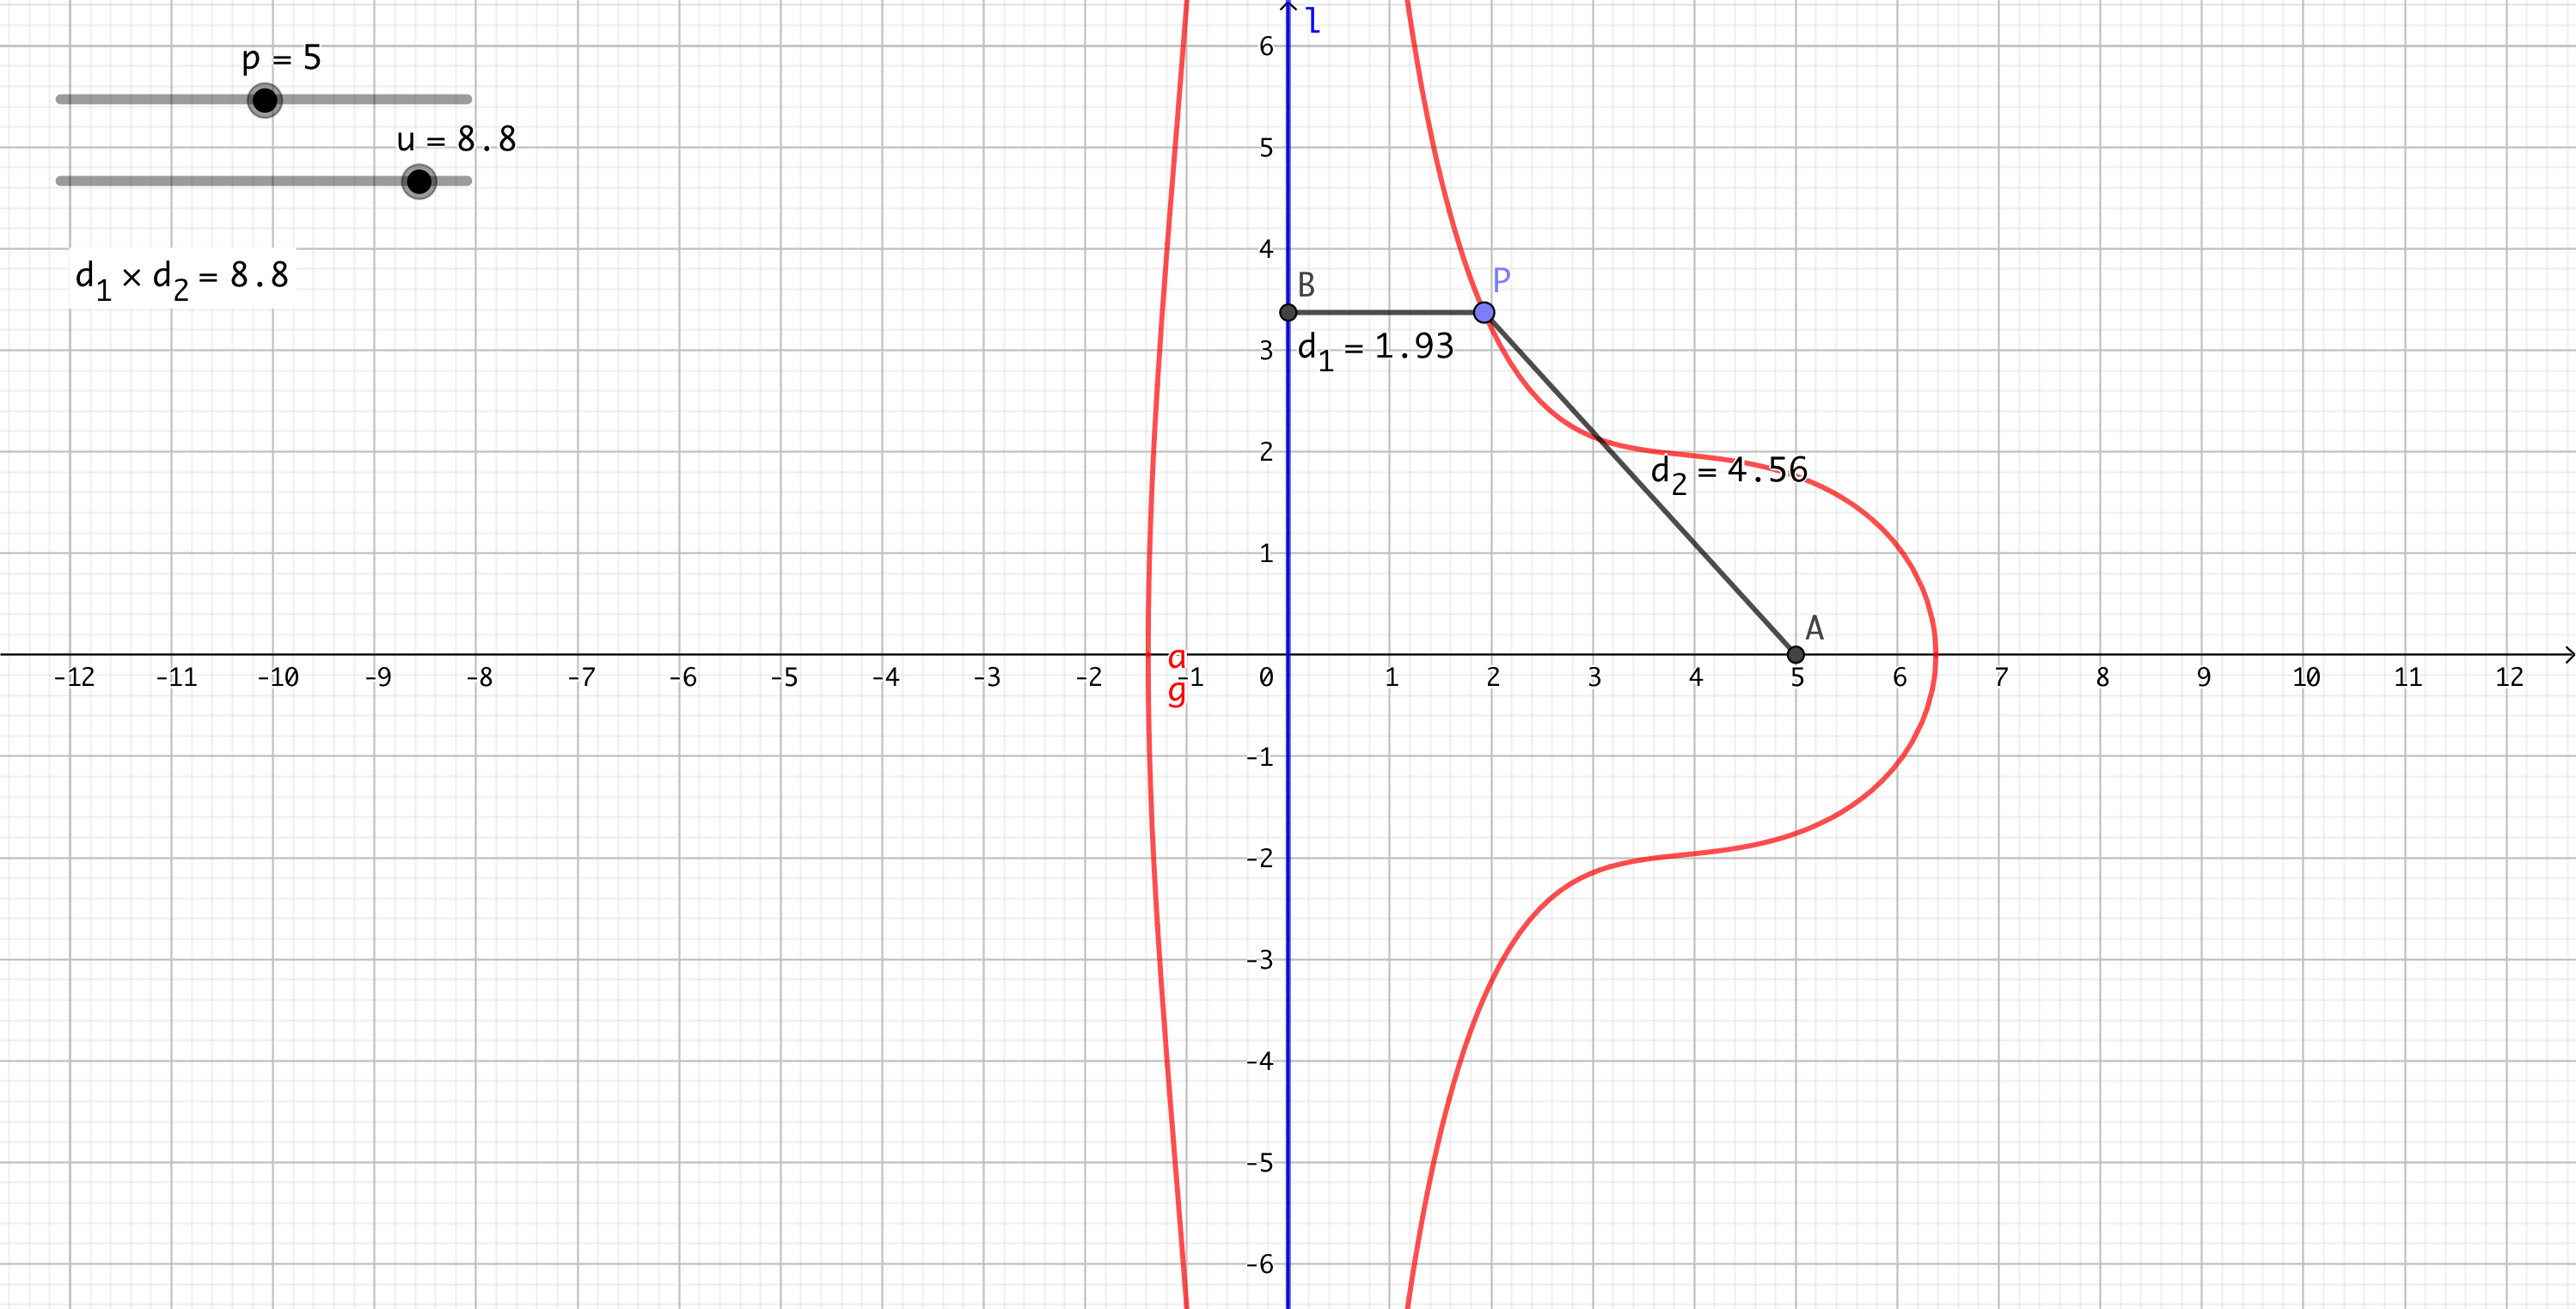 p = 5
u = 8.8
d₁ × d₂ = 8.8
l
6
5
4
B
P
3
d₁ = 1.93
2
d₂ = 4.56
1
A
a
-12 -11 -10 -9 -8 -7 -6 -5 -4 -3 -2 -1 0 1 2 3 4 5 6 7 8 9 10 11 12
g
-1
-2
-3
-4
-5
-6